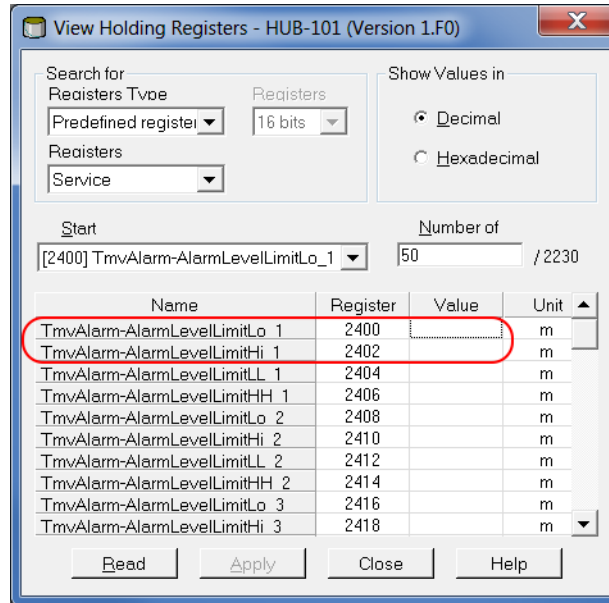 View Holding Registers - HUB-101 (Version 1.F0)
Search for
Registers Type
Registers
Predefined register
16 bits
Registers
Service
Show Values in
Decimal
Hexadecimal
Start
Number of
[2400] TmvAlarm-AlarmLevelLimitLo_1
50
/ 2230
Name Register Value Unit
TmvAlarm-AlarmLevelLimitLo_1 2400 m
TmvAlarm-AlarmLevelLimitHi_1 2402 m
TmvAlarm-AlarmLevelLimitLL_1 2404 m
TmvAlarm-AlarmLevelLimitHH_1 2406 m
TmvAlarm-AlarmLevelLimitLo_2 2408 m
TmvAlarm-AlarmLevelLimitHi_2 2410 m
TmvAlarm-AlarmLevelLimitLL_2 2412 m
TmvAlarm-AlarmLevelLimitHH_2 2414 m
TmvAlarm-AlarmLevelLimitLo_3 2416 m
TmvAlarm-AlarmLevelLimitHi_3 2418 m
Read Apply Close Help